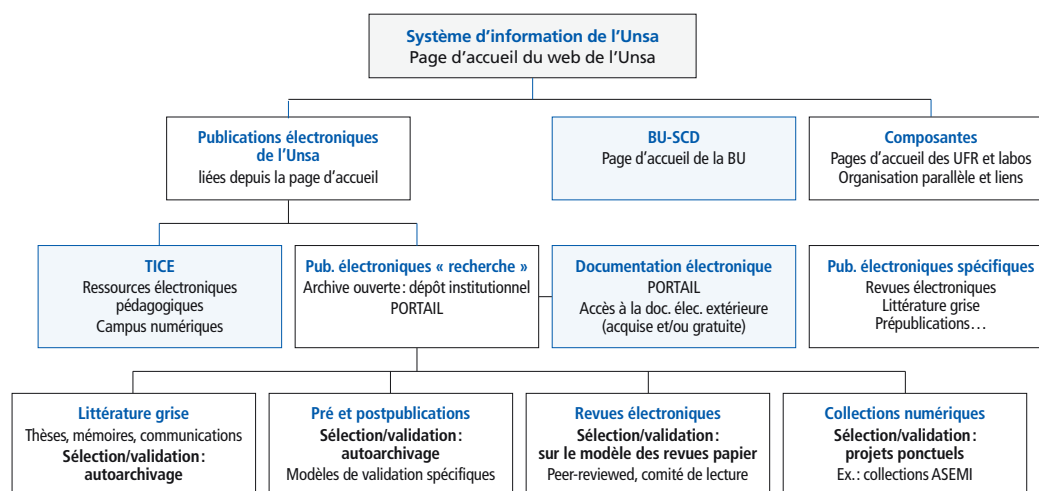 Système d'information de l'Unsa
Page d'accueil du web de l'Unsa
Publications électroniques
de l'Unsa
liées depuis la page d'accueil
BU-SCD
Page d'accueil de la BU
Composantes
Pages d'accueil des UFR et labos
Organisation parallèle et liens
TICE
Ressources électroniques
pédagogiques
Campus numériques
Pub. électroniques « recherche »
Archive ouverte : dépôt institutionnel
PORTAIL
Documentation électronique
PORTAIL
Accès à la doc. élec. extérieure
(acquise et/ou gratuite)
Pub. électroniques spécifiques
Revues électroniques
Littérature grise
Prépublications…
Littérature grise
Thèses, mémoires, communications
Sélection/validation :
autoarchivage
Pré et postpublications
Sélection/validation :
autoarchivage
Modèles de validation spécifiques
Revues électroniques
Sélection/validation :
sur le modèle des revues papier
Peer-reviewed, comité de lecture
Collections numériques
Sélection/validation :
projets ponctuels
Ex. : collections ASEMI